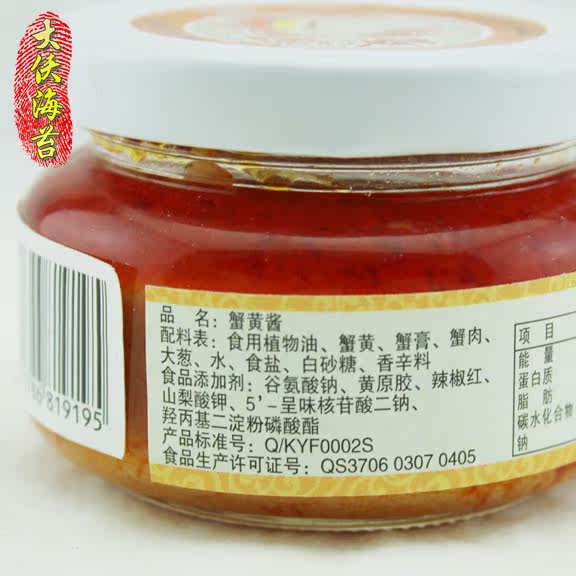 大侠海苔
品 名：蟹黄酱
配料表：食用植物油、蟹黄、蟹膏、蟹肉、
大葱、水、食盐、白砂糖、香辛料
食品添加剂：谷氨酸钠、黄原胶、辣椒红、
山梨酸钾、5'-呈味核苷酸二钠、
羟丙基二淀粉磷酸酯
产品标准号：Q/KYF0002S
食品生产许可证号：QS3706 0307 0405
项 目
能 量
蛋白质
脂 肪
碳水化合物
钠
819195